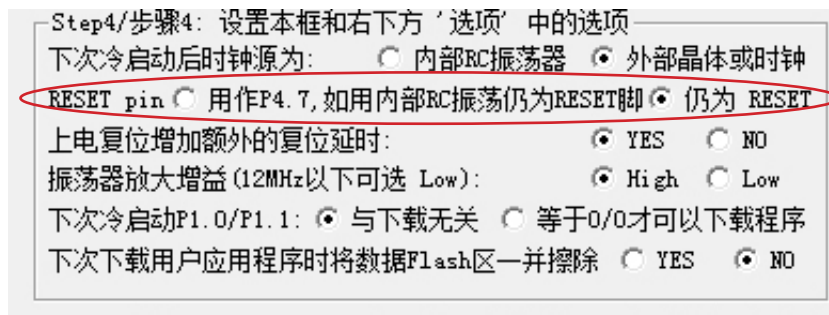 Step4/步骤4: 设置本框和右下方 '选项' 中的选项
下次冷启动后时钟源为: 内部RC振荡器 外部晶体或时钟
RESET pin 用作P4.7,如用内部RC振荡仍为RESET脚 仍为 RESET
上电复位增加额外的复位延时: YES NO
振荡器放大增益(12MHz以下可选 Low): High Low
下次冷启动P1.0/P1.1: 与下载无关 等于0/0才可以下载程序
下次下载用户应用程序时将数据Flash区一并擦除 YES NO